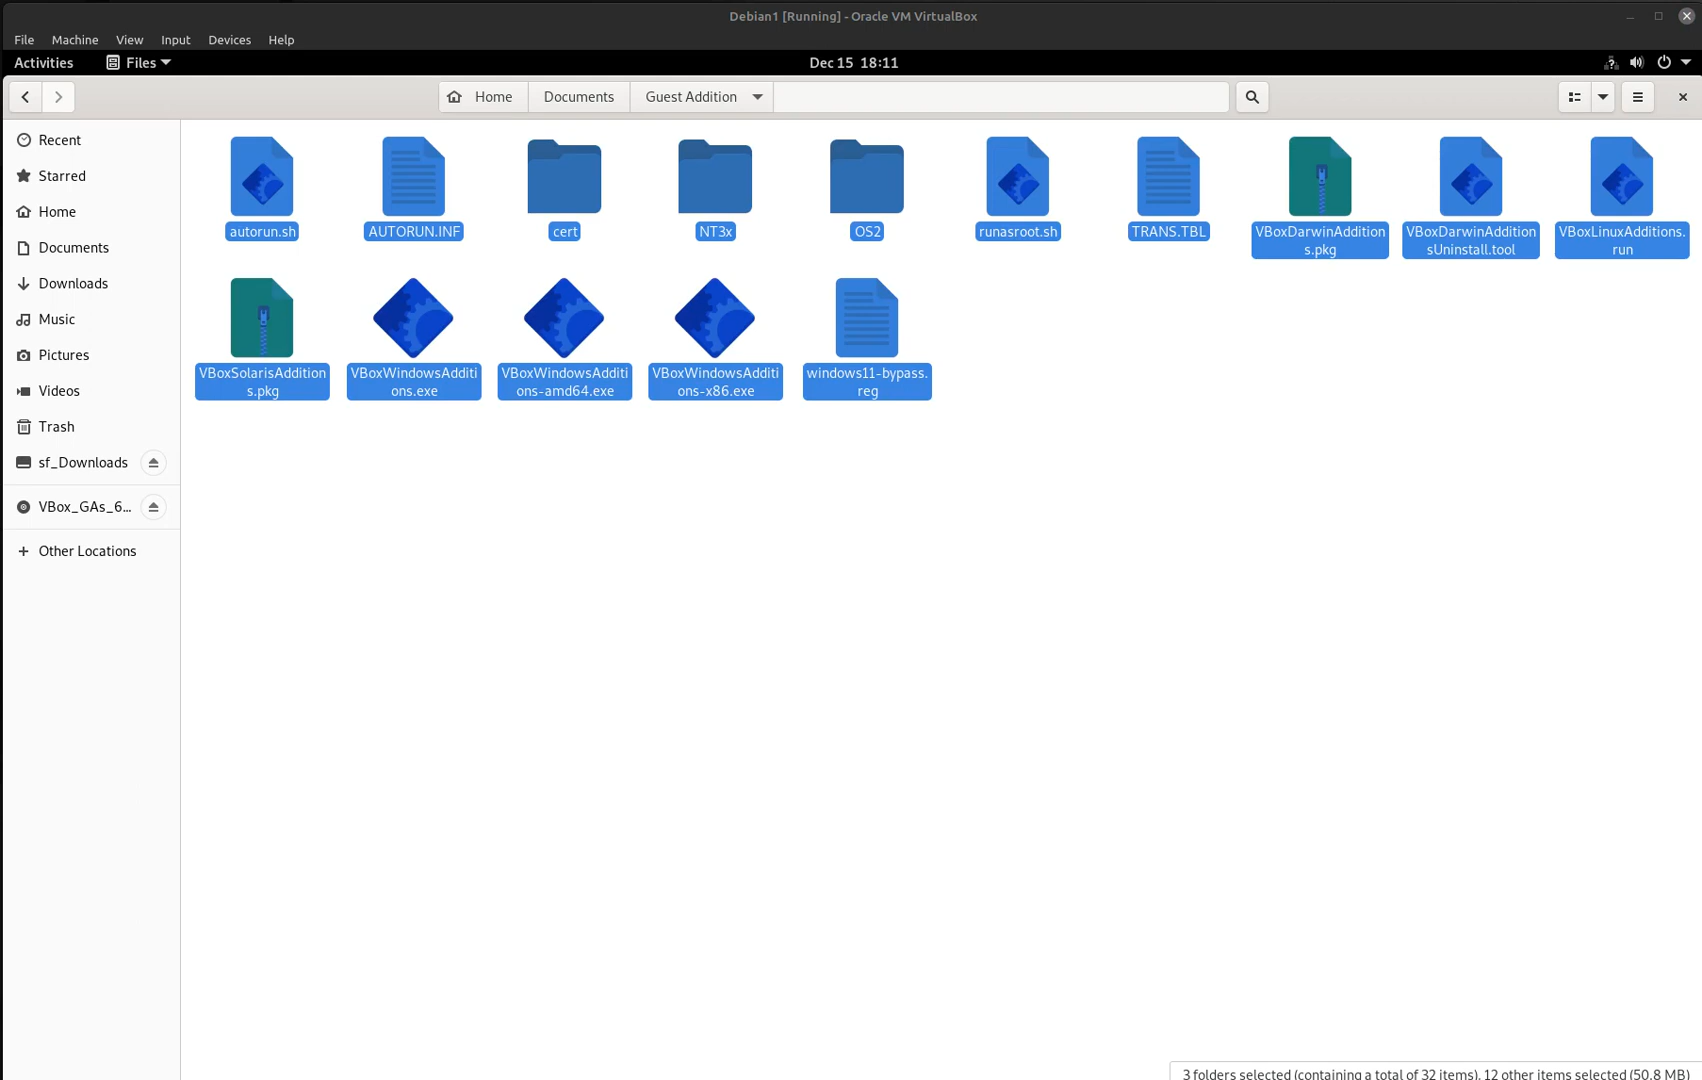 Debian1 [Running] - Oracle VM VirtualBox
File Machine View Input Devices Help
Activities Files Dec 15 18:11
Home Documents Guest Addition
Recent
Starred
Home
Documents
Downloads
Music
Pictures
Videos
Trash
sf_Downloads
VBox_GAs_6...
Other Locations
autorun.sh
AUTORUN.INF
cert
NT3x
OS2
runasroot.sh
TRANS.TBL
VBoxDarwinAddition
s.pkg
VBoxDarwinAddition
sUninstall.tool
VBoxLinuxAdditions.
run
VBoxSolarisAddition
s.pkg
VBoxWindowsAdditi
ons.exe
VBoxWindowsAdditi
ons-amd64.exe
VBoxWindowsAdditi
ons-x86.exe
windows11-bypass.
reg
3 folders selected (containing a total of 32 items), 12 other items selected (50.8 MB)